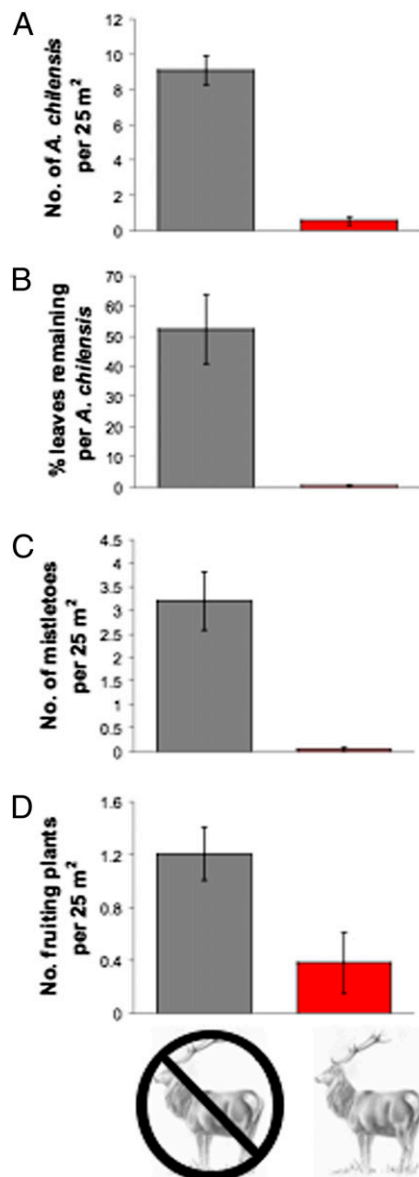 A
No. of A. chilensis
per 25 m²
12
10
8
6
4
2
0
B
% leaves remaining
per A. chilensis
70
60
50
40
30
20
10
0
C
No. of mistletoes
per 25 m²
4.5
4
3.5
3
2.5
2
1.5
1
0.5
0
D
No. fruiting plants
per 25 m²
1.6
1.2
0.8
0.4
0